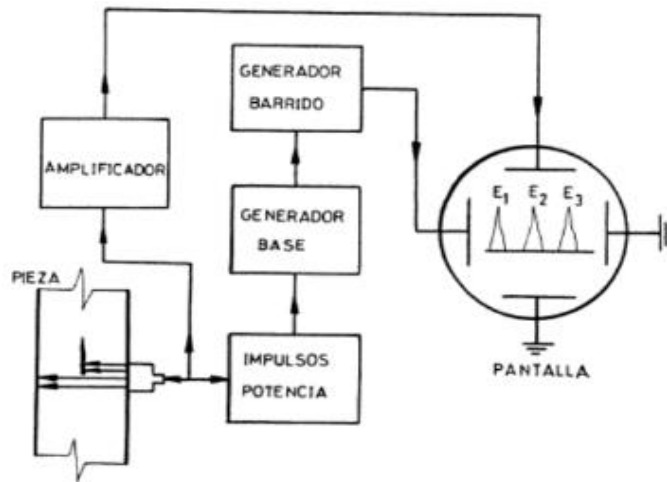 GENERADOR
BARRIDO
AMPLIFICADOR
E1 E2 E3
GENERADOR
BASE
PIEZA
IMPULSOS
POTENCIA
PANTALLA